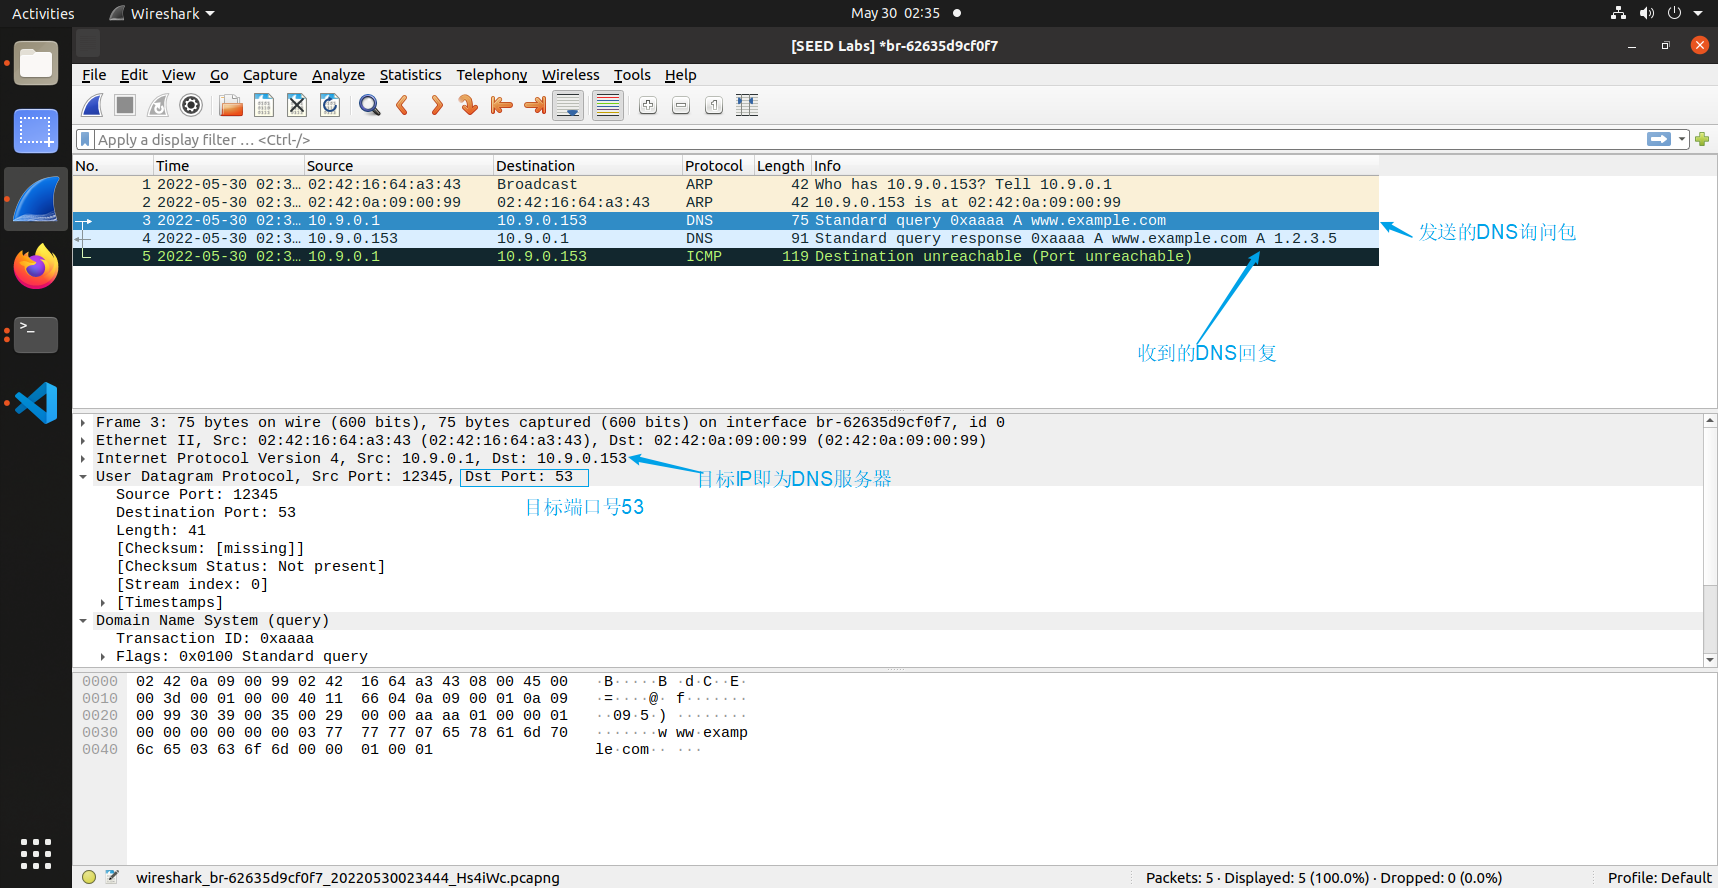 Activities Wireshark May 30 02:35
[SEED Labs] *br-62635d9cf0f7
File Edit View Go Capture Analyze Statistics Telephony Wireless Tools Help
Apply a display filter … <Ctrl-/>
No. Time Source Destination Protocol Length Info
1 2022-05-30 02:3… 02:42:16:64:a3:43 Broadcast ARP 42 Who has 10.9.0.153? Tell 10.9.0.1
2 2022-05-30 02:3… 02:42:0a:09:00:99 02:42:16:64:a3:43 ARP 42 10.9.0.153 is at 02:42:0a:09:00:99
3 2022-05-30 02:3… 10.9.0.1 10.9.0.153 DNS 75 Standard query 0xaaaa A www.example.com
4 2022-05-30 02:3… 10.9.0.153 10.9.0.1 DNS 91 Standard query response 0xaaaa A www.example.com A 1.2.3.5
5 2022-05-30 02:3… 10.9.0.1 10.9.0.153 ICMP 119 Destination unreachable (Port unreachable)
发送的DNS询问包
收到的DNS回复
Frame 3: 75 bytes on wire (600 bits), 75 bytes captured (600 bits) on interface br-62635d9cf0f7, id 0
Ethernet II, Src: 02:42:16:64:a3:43 (02:42:16:64:a3:43), Dst: 02:42:0a:09:00:99 (02:42:0a:09:00:99)
Internet Protocol Version 4, Src: 10.9.0.1, Dst: 10.9.0.153
目标IP即为DNS服务器
User Datagram Protocol, Src Port: 12345, Dst Port: 53
目标端口号53
Source Port: 12345
Destination Port: 53
Length: 41
[Checksum: [missing]]
[Checksum Status: Not present]
[Stream index: 0]
[Timestamps]
Domain Name System (query)
Transaction ID: 0xaaaa
Flags: 0x0100 Standard query
0000 02 42 0a 09 00 99 02 42 16 64 a3 43 08 00 45 00 ·B·····B ·d·C··E·
0010 00 3d 00 01 00 00 40 11 66 04 0a 09 00 01 0a 09 ·=····@· f·······
0020 00 99 30 39 00 35 00 29 00 00 aa aa 01 00 00 01 ··09·5·) ········
0030 00 00 00 00 00 00 03 77 77 77 07 65 78 61 6d 70 ·······w ww·examp
0040 6c 65 03 63 6f 6d 00 00 01 00 01 le·com·· ···
wireshark_br-62635d9cf0f7_20220530023444_Hs4iWc.pcapng Packets: 5 · Displayed: 5 (100.0%) · Dropped: 0 (0.0%) Profile: Default